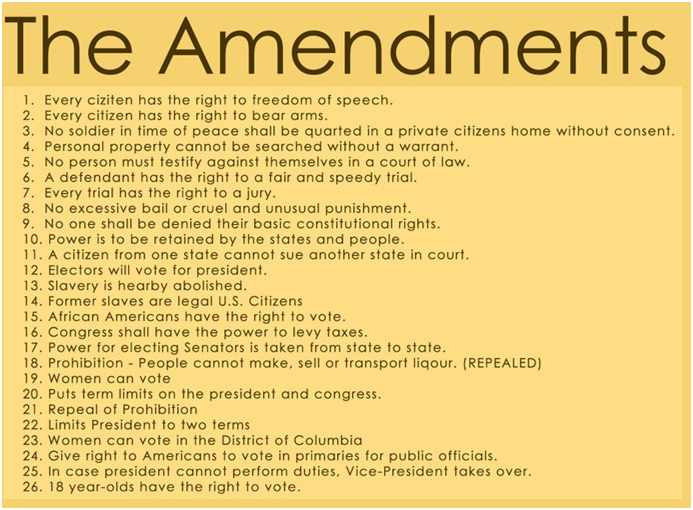 The Amendments
1. Every ciziten has the right to freedom of speech.
2. Every citizen has the right to bear arms.
3. No soldier in time of peace shall be quarted in a private citizens home without consent.
4. Personal property cannot be searched without a warrant.
5. No person must testify against themselves in a court of law.
6. A defendant has the right to a fair and speedy trial.
7. Every trial has the right to a jury.
8. No excessive bail or cruel and unusual punishment.
9. No one shall be denied their basic constitutional rights.
10. Power is to be retained by the states and people.
11. A citizen from one state cannot sue another state in court.
12. Electors will vote for president.
13. Slavery is hearby abolished.
14. Former slaves are legal U.S. Citizens
15. African Americans have the right to vote.
16. Congress shall have the power to levy taxes.
17. Power for electing Senators is taken from state to state.
18. Prohibition - People cannot make, sell or transport liqour. (REPEALED)
19. Women can vote
20. Puts term limits on the president and congress.
21. Repeal of Prohibition
22. Limits President to two terms
23. Women can vote in the District of Columbia
24. Give right to Americans to vote in primaries for public officials.
25. In case president cannot perform duties, Vice-President takes over.
26. 18 year-olds have the right to vote.